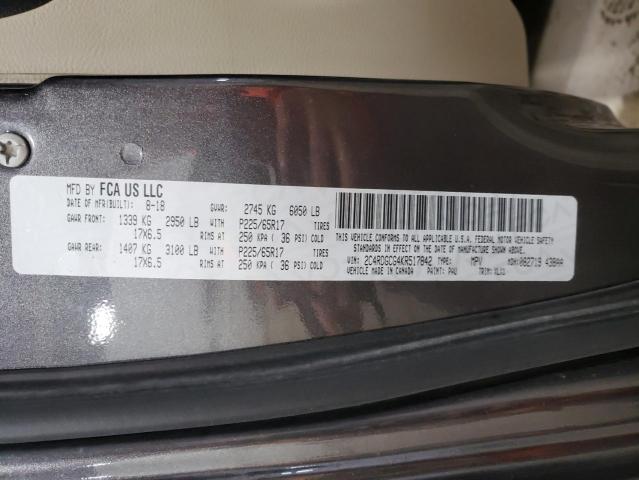 MFD BY FCA US LLC
DATE OF MFR(BUILT): 8-18 GVWR: 2745 KG 6050 LB
GAWR FRONT: 1339 KG 2950 LB WITH P225/65R17 TIRES
17X6.5 RIMS AT 250 KPA ( 36 PSI) COLD
GAWR REAR: 1407 KG 3100 LB WITH P225/65R17 TIRES
17X6.5 RIMS AT 250 KPA ( 36 PSI) COLD
THIS VEHICLE CONFORMS TO ALL APPLICABLE U.S.A. FEDERAL MOTOR VEHICLE SAFETY
STANDARDS IN EFFECT ON THE DATE OF MANUFACTURE SHOWN ABOVE.
VIN: 2C4RDGCG4KR517842 TYPE: MPV MDH:
MADE IN CANADA PAINT: PAU TRIM: